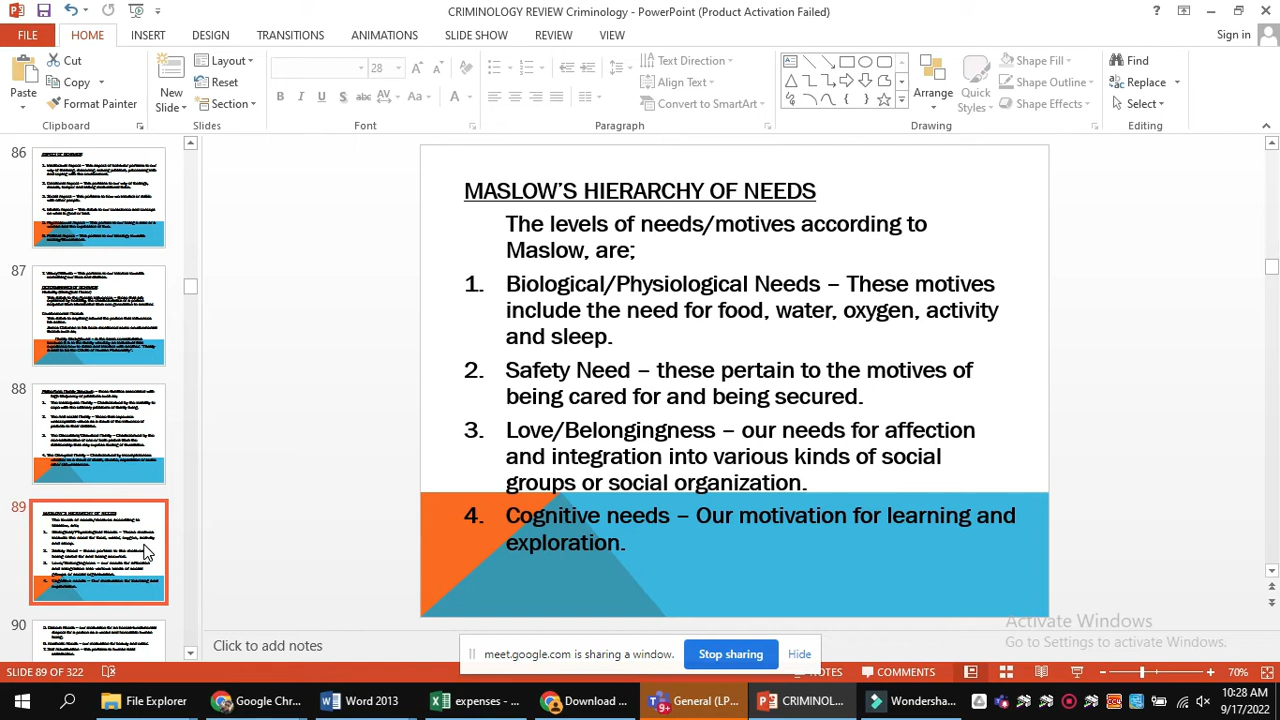 CRIMINOLOGY REVIEW Criminology - PowerPoint (Product Activation Failed)
FILE HOME INSERT TRANSITIONS ANIMATIONS SLIDE SHOW REVIEW VIEW Sign in
Paste
Cut
Copy
Format Painter
Clipboard
New Slide
Layout
Reset
Section
Slides
28
B I U S abc AV Aa A
Font
Text Direction
Align Text
Convert to SmartArt
Paragraph
Arrange
Quick Styles
Shape Fill
Shape Outline
Shape Effects
Drawing
Find
Replace
Select
Editing
86
87
88
89
90
MASLOW'S HIERARCHY OF NEEDS
The levels of needs/motives according to
Maslow, are;
1. Biological/Physiological Needs – These motives
include the need for food, water, oxygen, activity
and sleep.
2. Safety Need – these pertain to the motives of
being cared for and being secured.
3. Love/Belongingness – our needs for affection
and integration into various kinds of social
groups or social organization.
4. Cognitive needs – Our motivation for learning and
exploration.
Activate Windows
Go to Settings to activate Windows.
Click to add notes
meet.google.com is sharing a window. Stop sharing Hide
SLIDE 89 OF 322 NOTES COMMENTS 70%
File Explorer Google Chr... Word 2013 expenses - ... Download ... General (LP... CRIMINOL... Wondersha...
10:28 AM
9/17/2022